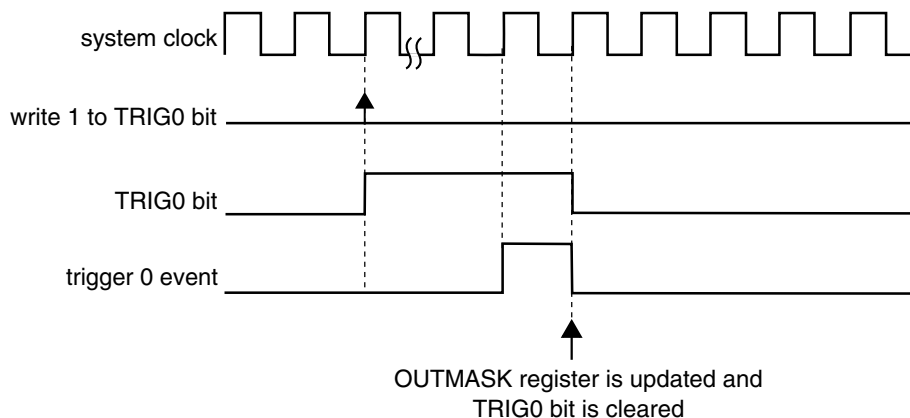 system clock
write 1 to TRIG0 bit
TRIG0 bit
trigger 0 event
OUTMASK register is updated and
TRIG0 bit is cleared